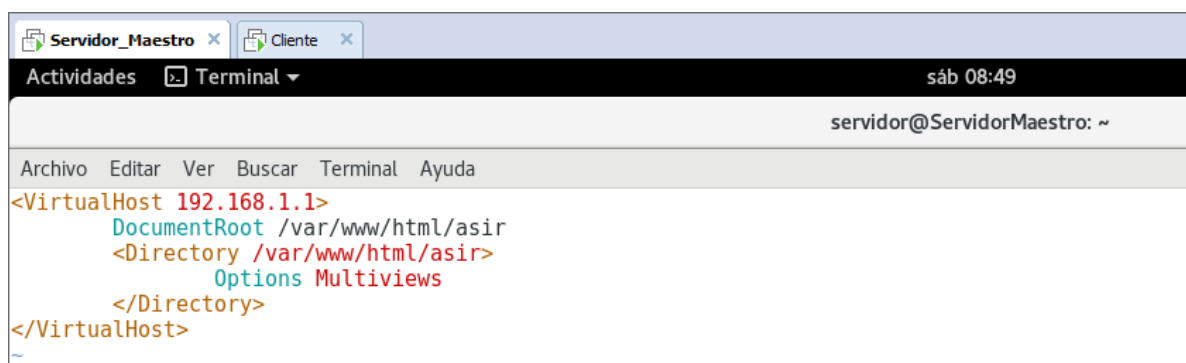 Servidor_Maestro × Cliente ×
Actividades Terminal sáb 08:49
servidor@ServidorMaestro: ~
Archivo Editar Ver Buscar Terminal Ayuda
<VirtualHost 192.168.1.1>
DocumentRoot /var/www/html/asir
<Directory /var/www/html/asir>
Options Multiviews
</Directory>
</VirtualHost>
~